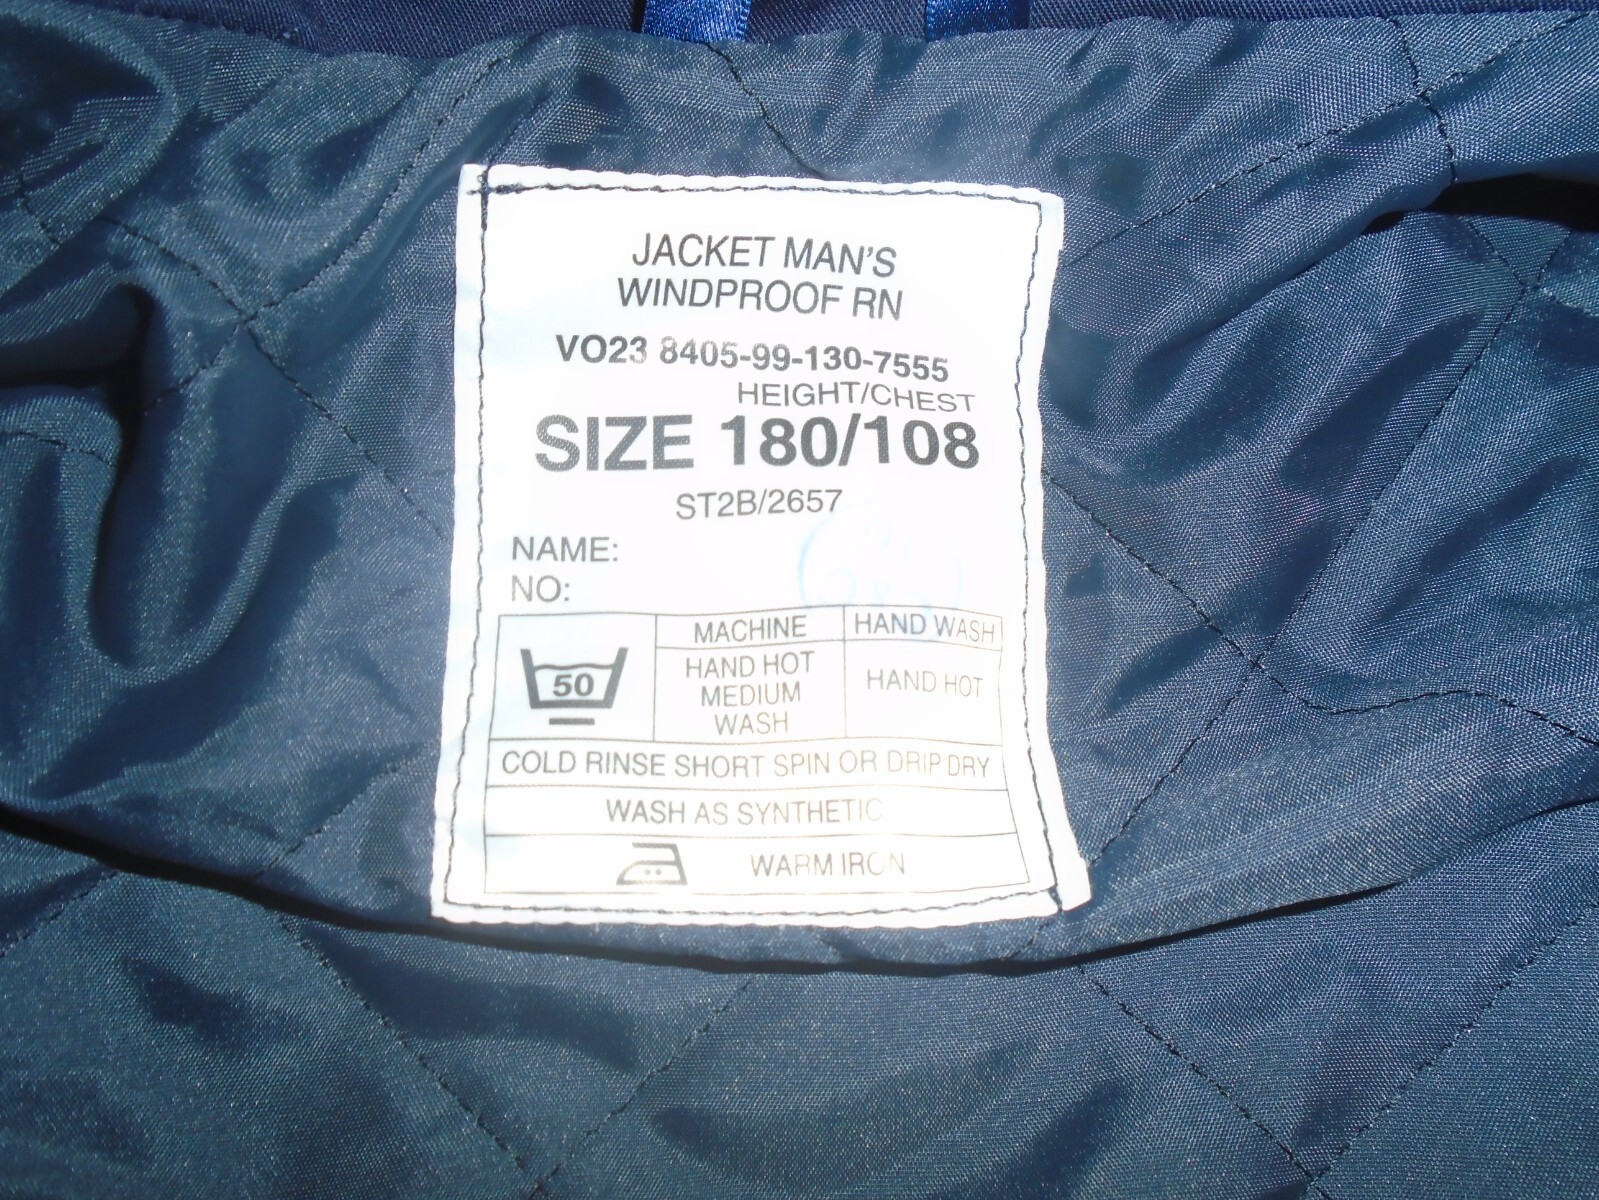 JACKET MAN'S
WINDPROOF RN
VO23 8405-99-130-7555
HEIGHT/CHEST
SIZE 180/108
ST2B/2657
NAME:
NO:
MACHINE HAND WASH
50 HAND HOT MEDIUM WASH HAND HOT
COLD RINSE SHORT SPIN OR DRIP DRY
WASH AS SYNTHETIC
WARM IRON